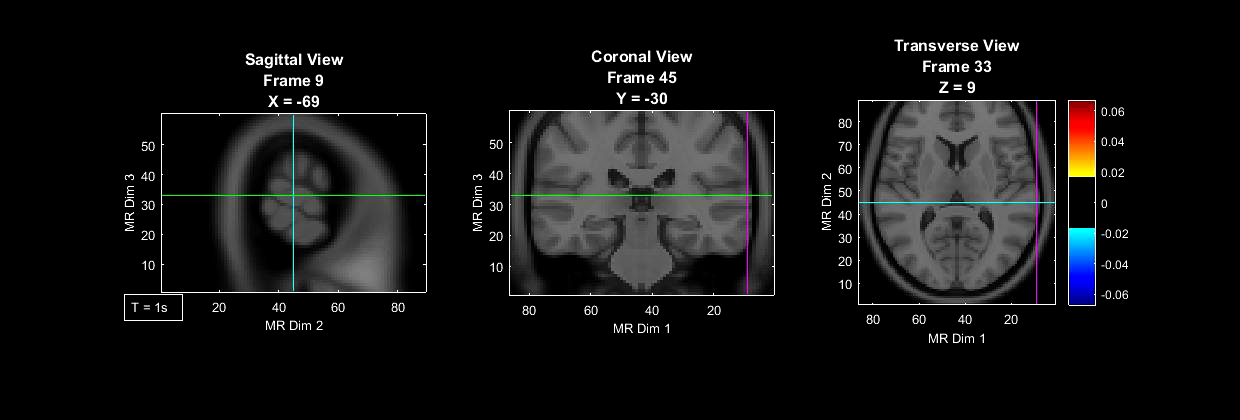 Sagittal View
Frame 9
X = -69
MR Dim 3
50
40
30
20
10
20
40
60
80
MR Dim 2
T = 1s
Coronal View
Frame 45
Y = -30
MR Dim 3
50
40
30
20
10
80
60
40
20
MR Dim 1
Transverse View
Frame 33
Z = 9
MR Dim 2
80
70
60
50
40
30
20
10
80
60
40
20
MR Dim 1
0.06
0.04
0.02
0
-0.02
-0.04
-0.06